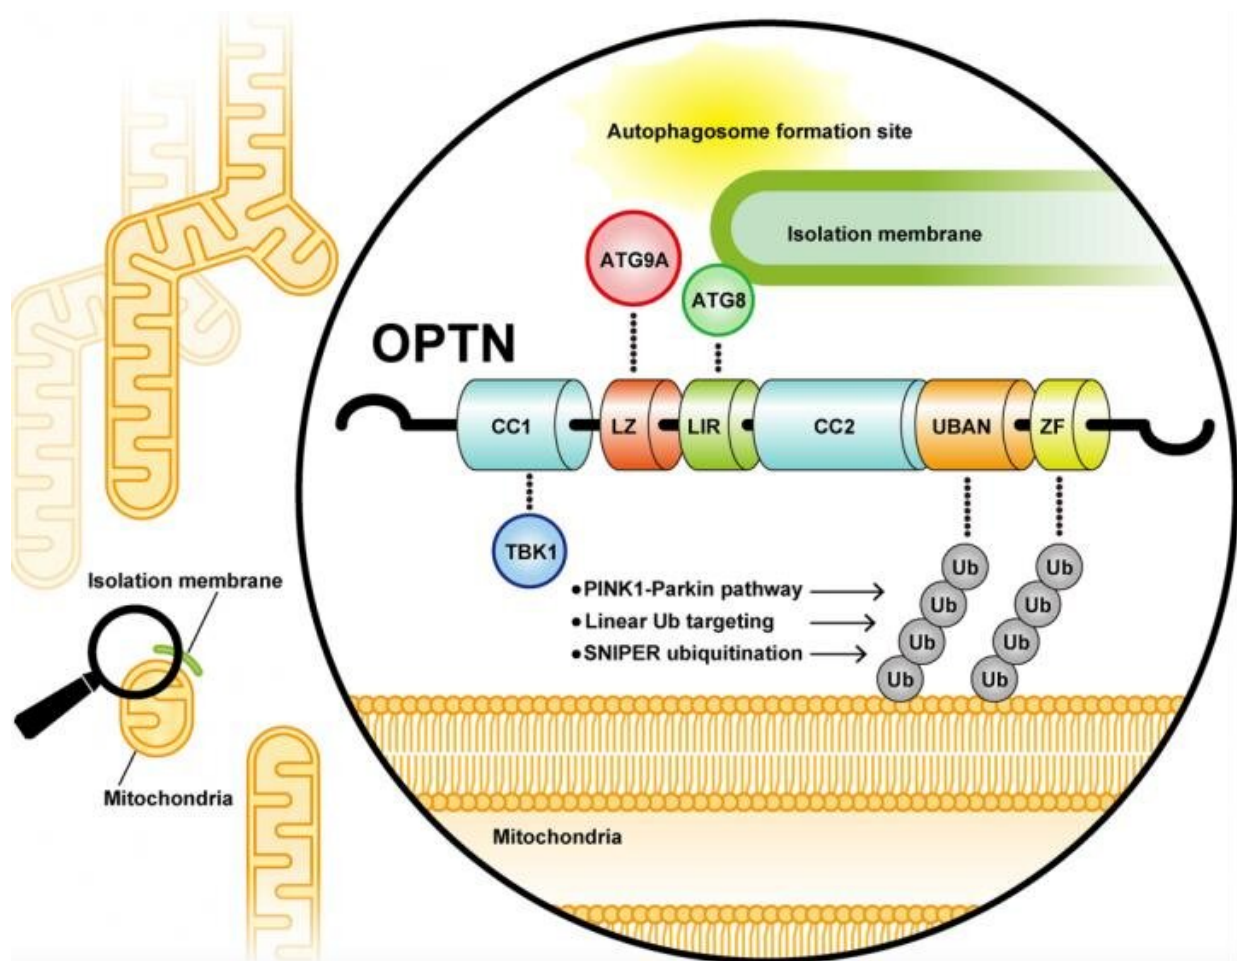 Autophagosome formation site
Isolation membrane
ATG9A
ATG8
OPTN
CC1
LZ
LIR
CC2
UBAN
ZF
TBK1
Isolation membrane
•PINK1-Parkin pathway
•Linear Ub targeting
•SNIPER ubiquitination
Ub
Ub
Ub
Ub
Ub
Ub
Ub
Ub
Mitochondria
Mitochondria